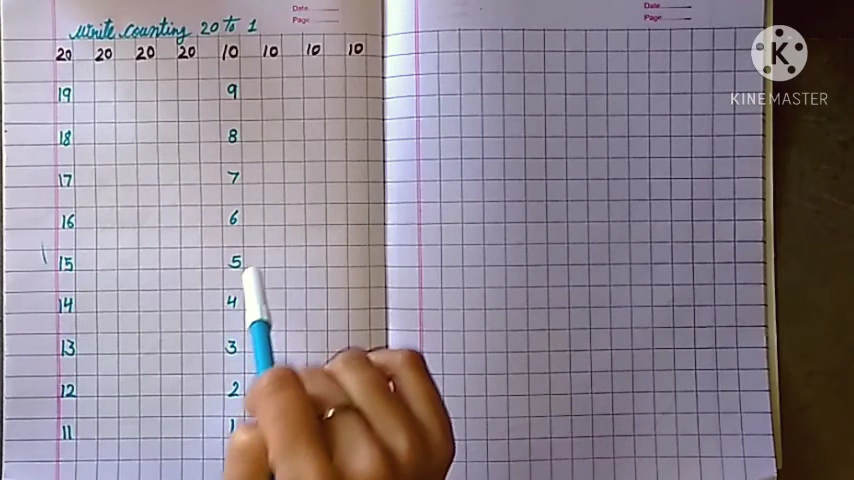 Date
Page
Date
Page
Write counting 20 to 1
20 20 20 20 10 10 10 10
19 9
18 8
17 7
16 6
15 5
14 4
13 3
12 2
11 1
K
KINEMASTER